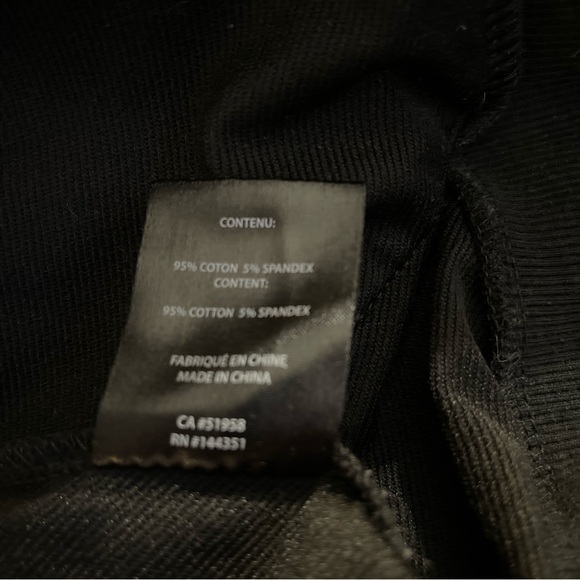 CONTENU:
95% COTON 5% SPANDEX
CONTENT:
95% COTTON 5% SPANDEX
FABRIQUÉ EN CHINE
MADE IN CHINA
CA #51958
RN #144351